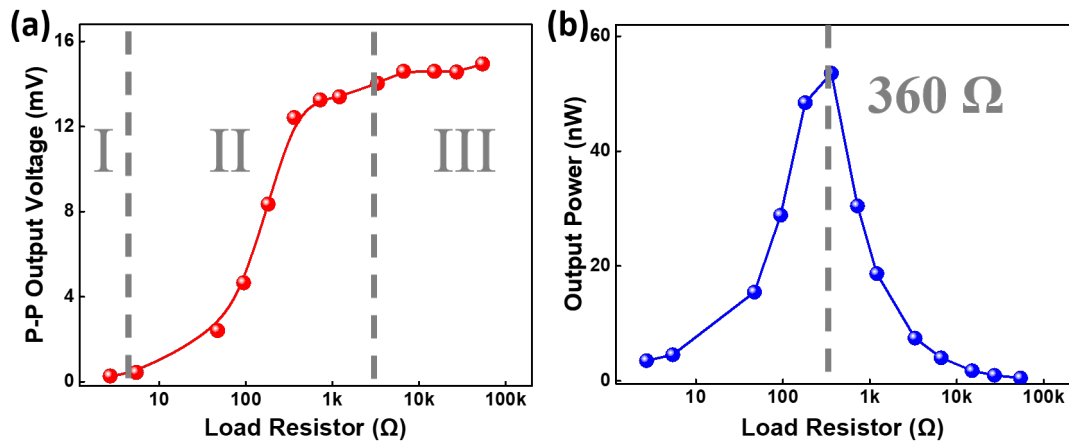 (a)
P-P Output Voltage (mV)
16
12
8
4
0
I
II
III
10
100
1k
10k
100k
Load Resistor (Ω)
(b)
Output Power (nW)
60
40
20
0
360 Ω
10
100
1k
10k
100k
Load Resistor (Ω)